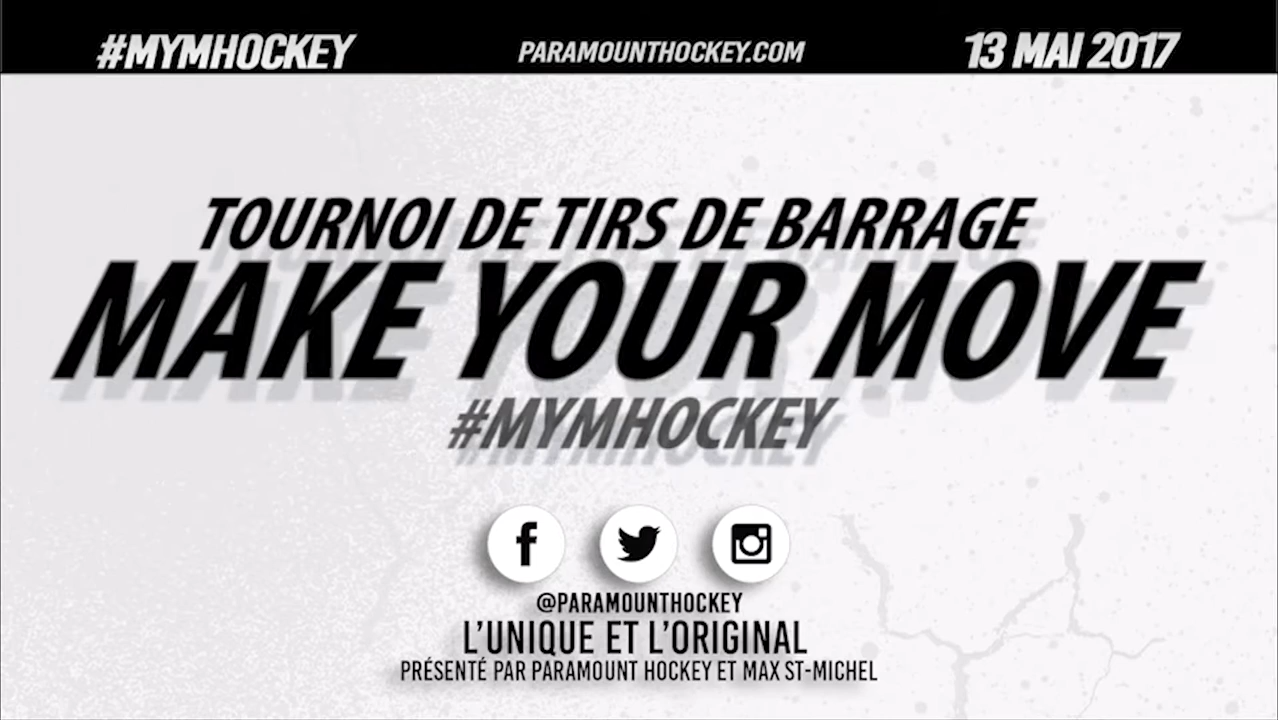 #MYMHOCKEY
PARAMOUNTHOCKEY.COM
13 MAI 2017
TOURNOI DE TIRS DE BARRAGE
MAKE YOUR MOVE
#MYMHOCKEY
@PARAMOUNTHOCKEY
L'UNIQUE ET L'ORIGINAL
PRÉSENTÉ PAR PARAMOUNT HOCKEY ET MAX ST-MICHEL